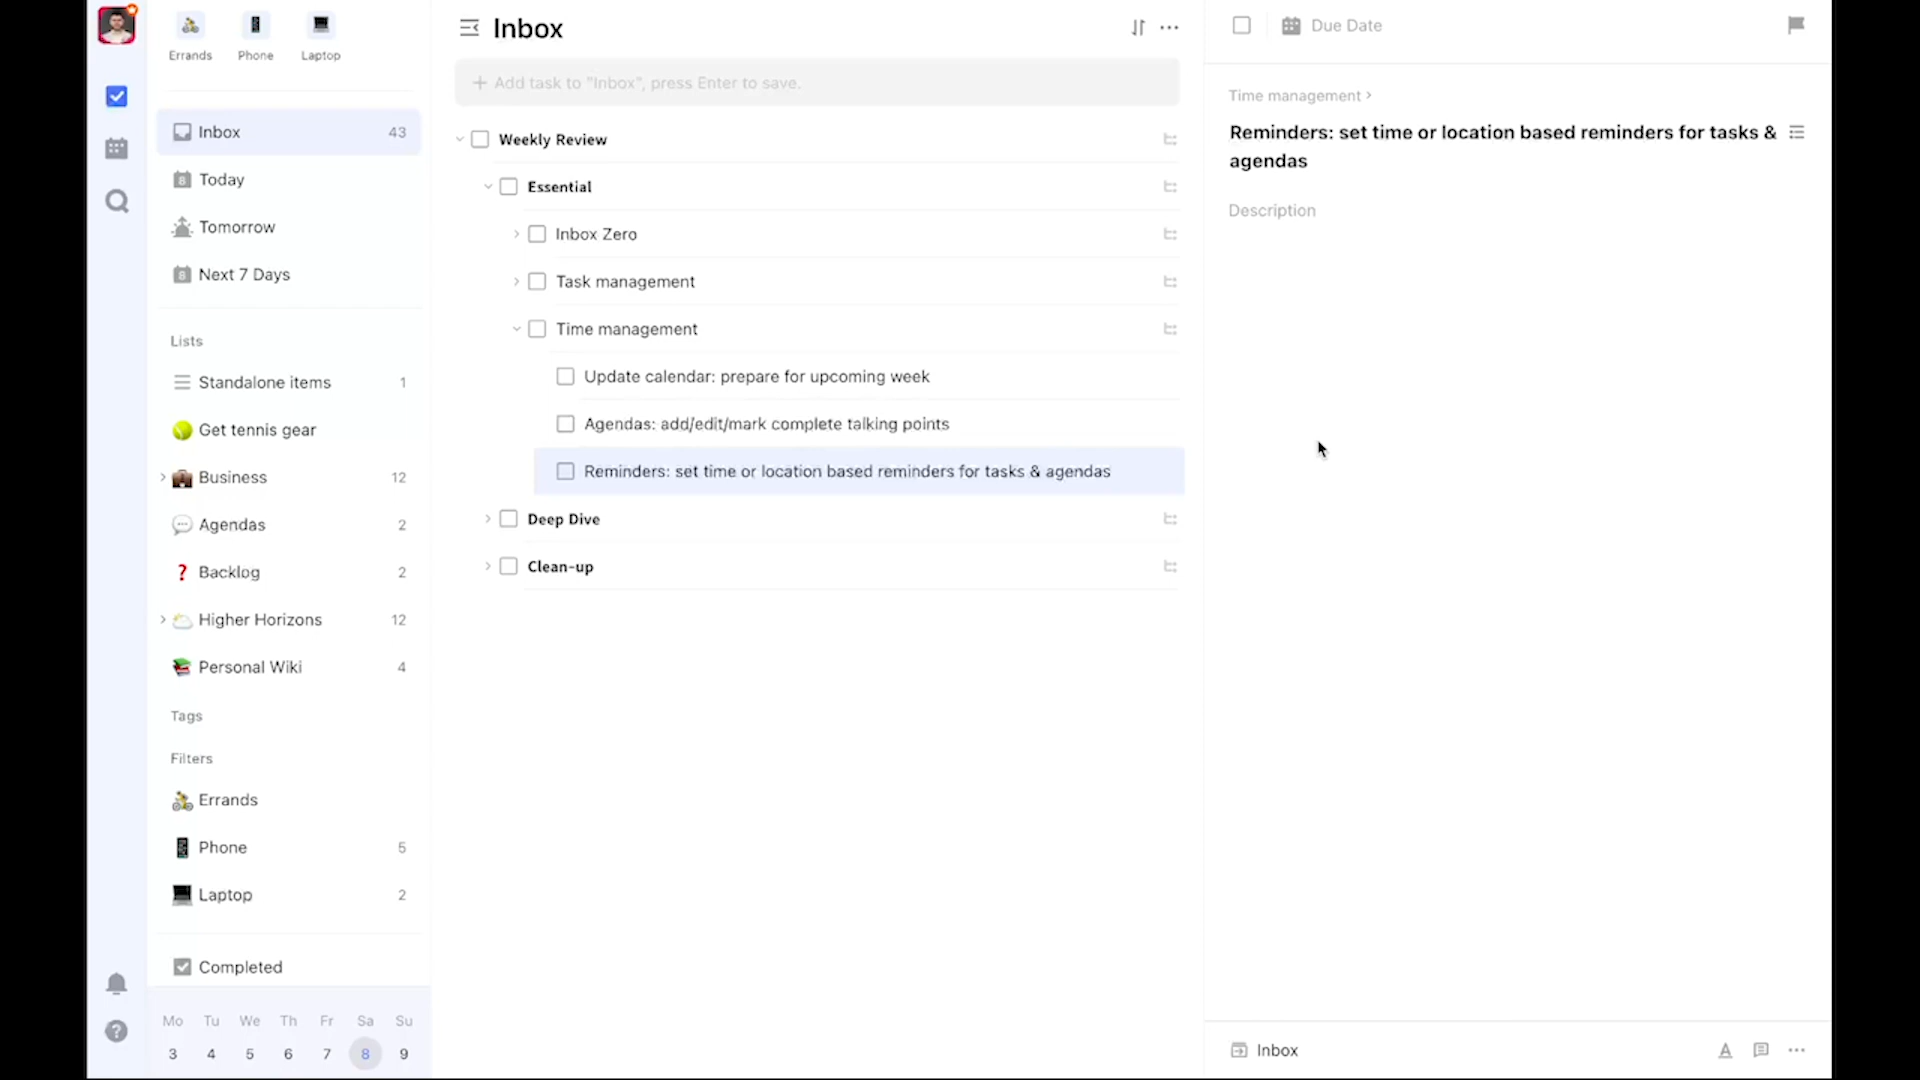 Errands
Phone
Laptop
Inbox
43
8
Today
Tomorrow
8
Next 7 Days
Lists
Standalone items
1
Get tennis gear
Business
12
Agendas
2
Backlog
2
Higher Horizons
12
Personal Wiki
4
Tags
Filters
Errands
Phone
5
Laptop
2
Completed
Mo Tu We Th Fr Sa Su
3 4 5 6 7 8 9
Inbox
Add task to "Inbox", press Enter to save.
Weekly Review
Essential
Inbox Zero
Task management
Time management
Update calendar: prepare for upcoming week
Agendas: add/edit/mark complete talking points
Reminders: set time or location based reminders for tasks & agendas
Deep Dive
Clean-up
Due Date
Time management
Reminders: set time or location based reminders for tasks &
agendas
Description
Inbox
A